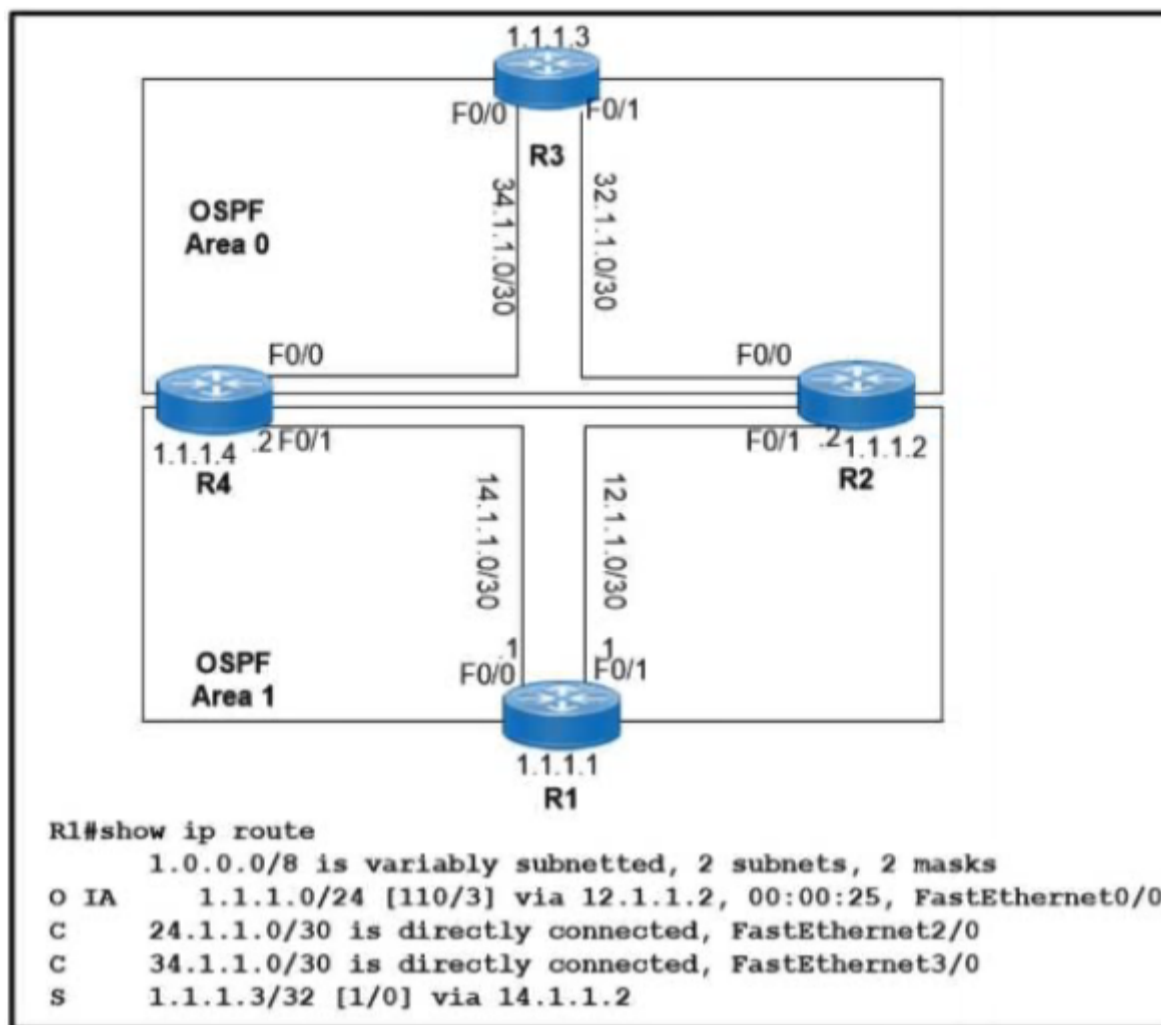 1.1.1.3
F0/0
F0/1
R3
34.1.1.0/30
32.1.1.0/30
OSPF
Area 0
F0/0
F0/0
1.1.1.4
.2
F0/1
R4
F0/1
.2
1.1.1.2
R2
14.1.1.0/30
12.1.1.0/30
OSPF
Area 1
.1
F0/0
.1
F0/1
1.1.1.1
R1
R1#show ip route
1.0.0.0/8 is variably subnetted, 2 subnets, 2 masks
O IA 1.1.1.0/24 [110/3] via 12.1.1.2, 00:00:25, FastEthernet0/0
C 24.1.1.0/30 is directly connected, FastEthernet2/0
C 34.1.1.0/30 is directly connected, FastEthernet3/0
S 1.1.1.3/32 [1/0] via 14.1.1.2